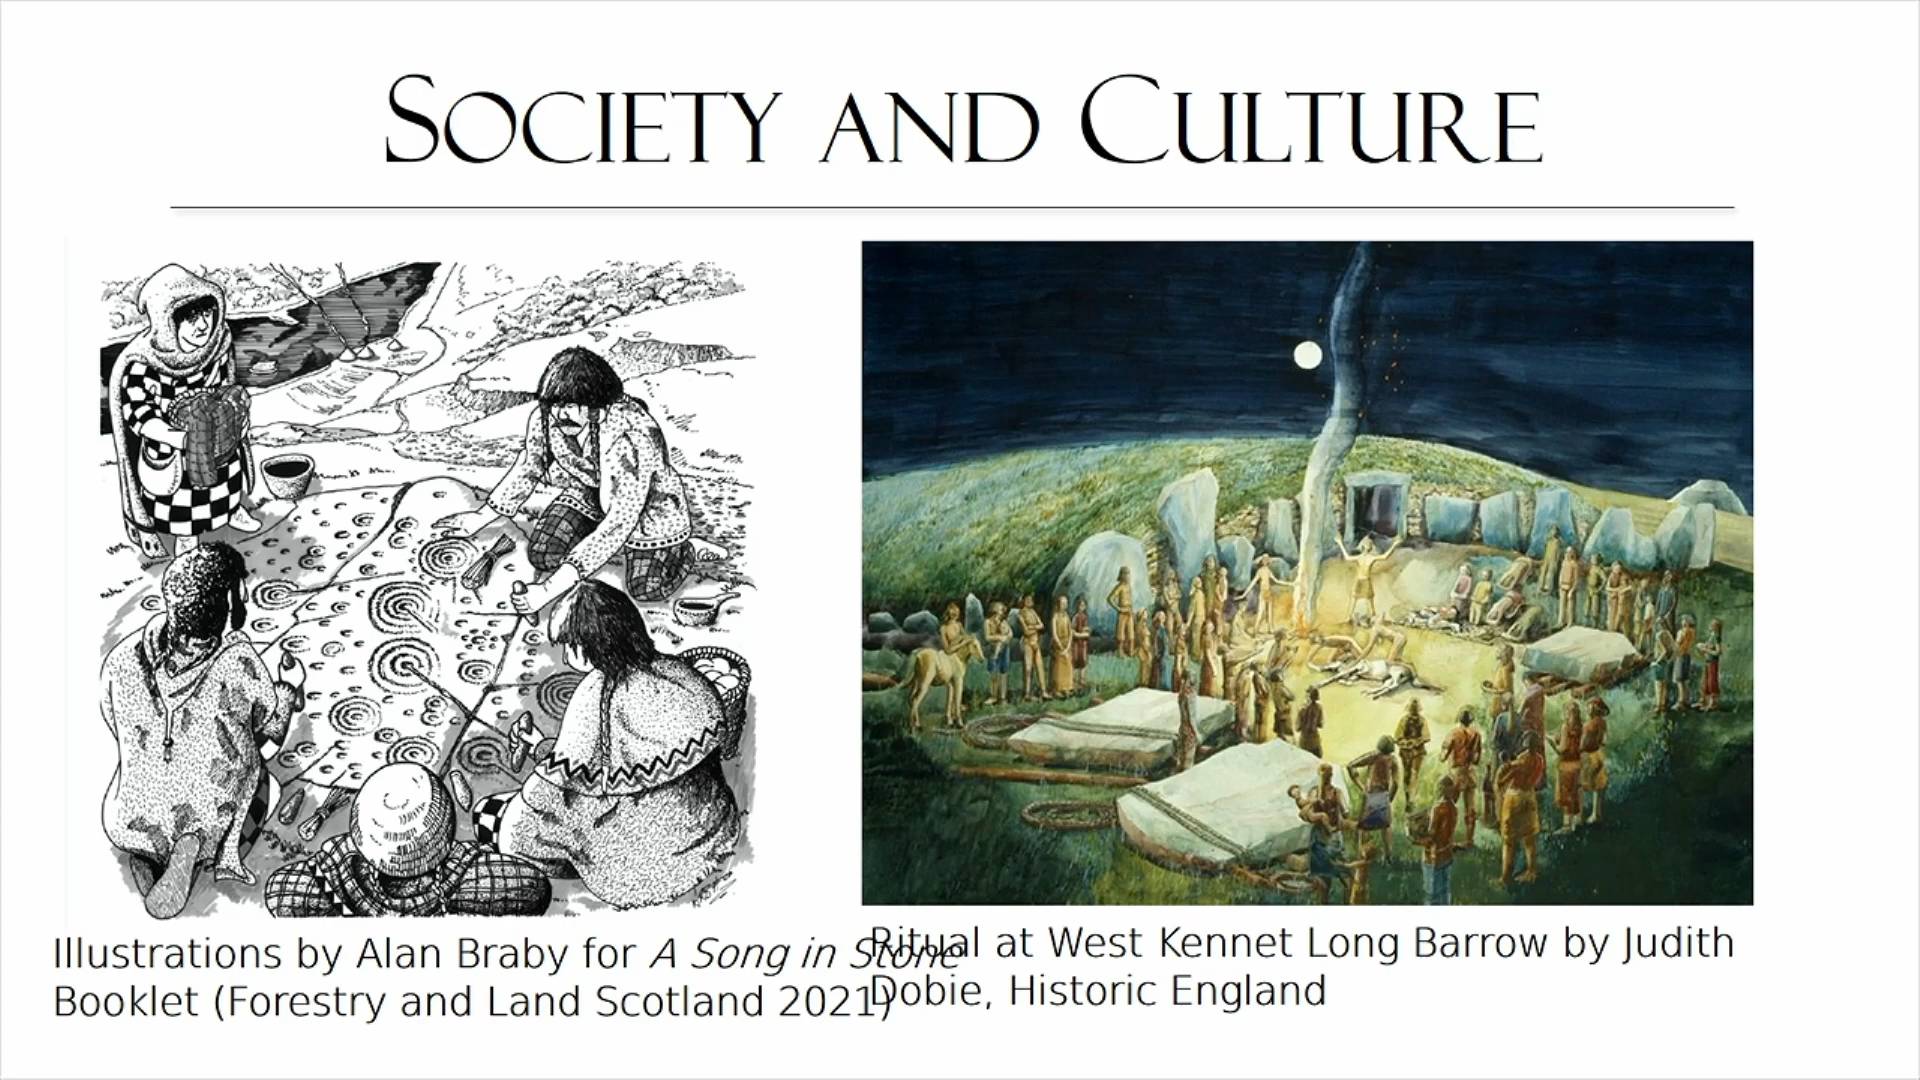 Society and Culture
Illustrations by Alan Braby for A Song in Stone
Booklet (Forestry and Land Scotland 2021)
Ritual at West Kennet Long Barrow by Judith
Dobie, Historic England